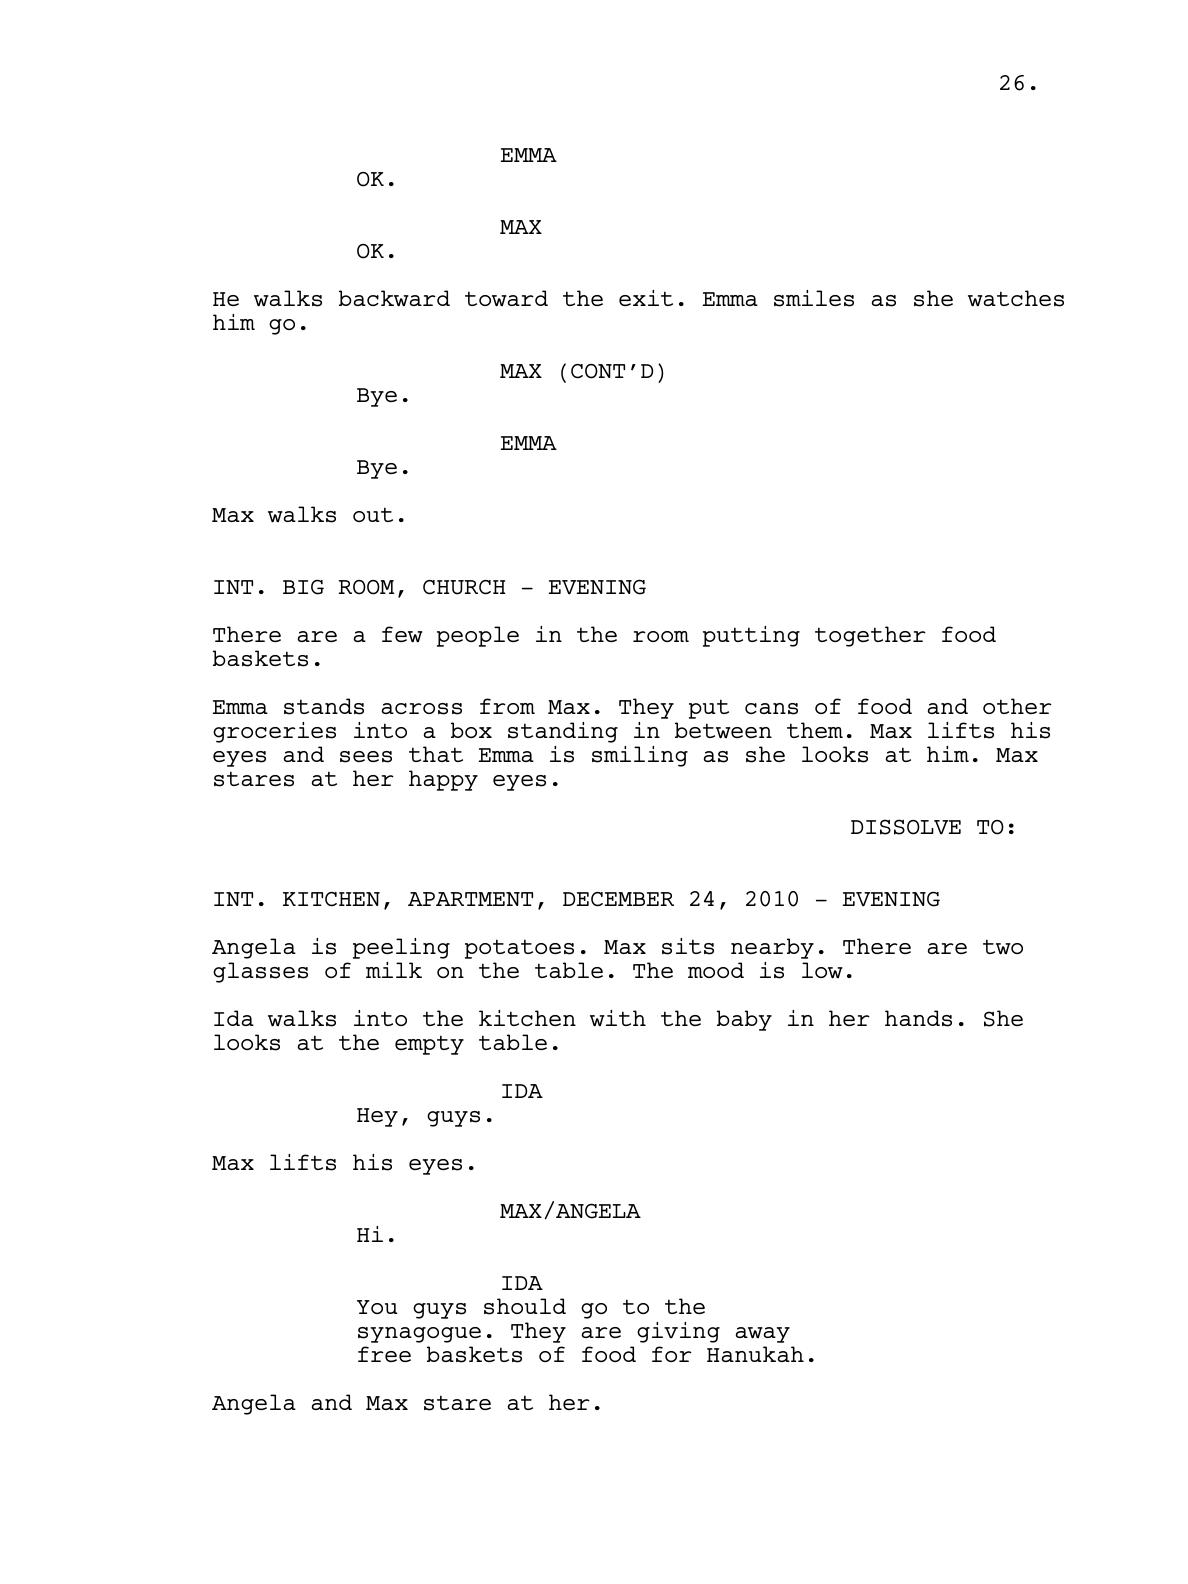 26.
EMMA
OK.
MAX
OK.
He walks backward toward the exit. Emma smiles as she watches
him go.
MAX (CONT'D)
Bye.
EMMA
Bye.
Max walks out.
INT. BIG ROOM, CHURCH – EVENING
There are a few people in the room putting together food
baskets.
Emma stands across from Max. They put cans of food and other
groceries into a box standing in between them. Max lifts his
eyes and sees that Emma is smiling as she looks at him. Max
stares at her happy eyes.
DISSOLVE TO:
INT. KITCHEN, APARTMENT, DECEMBER 24, 2010 – EVENING
Angela is peeling potatoes. Max sits nearby. There are two
glasses of milk on the table. The mood is low.
Ida walks into the kitchen with the baby in her hands. She
looks at the empty table.
IDA
Hey, guys.
Max lifts his eyes.
MAX/ANGELA
Hi.
IDA
You guys should go to the
synagogue. They are giving away
free baskets of food for Hanukah.
Angela and Max stare at her.